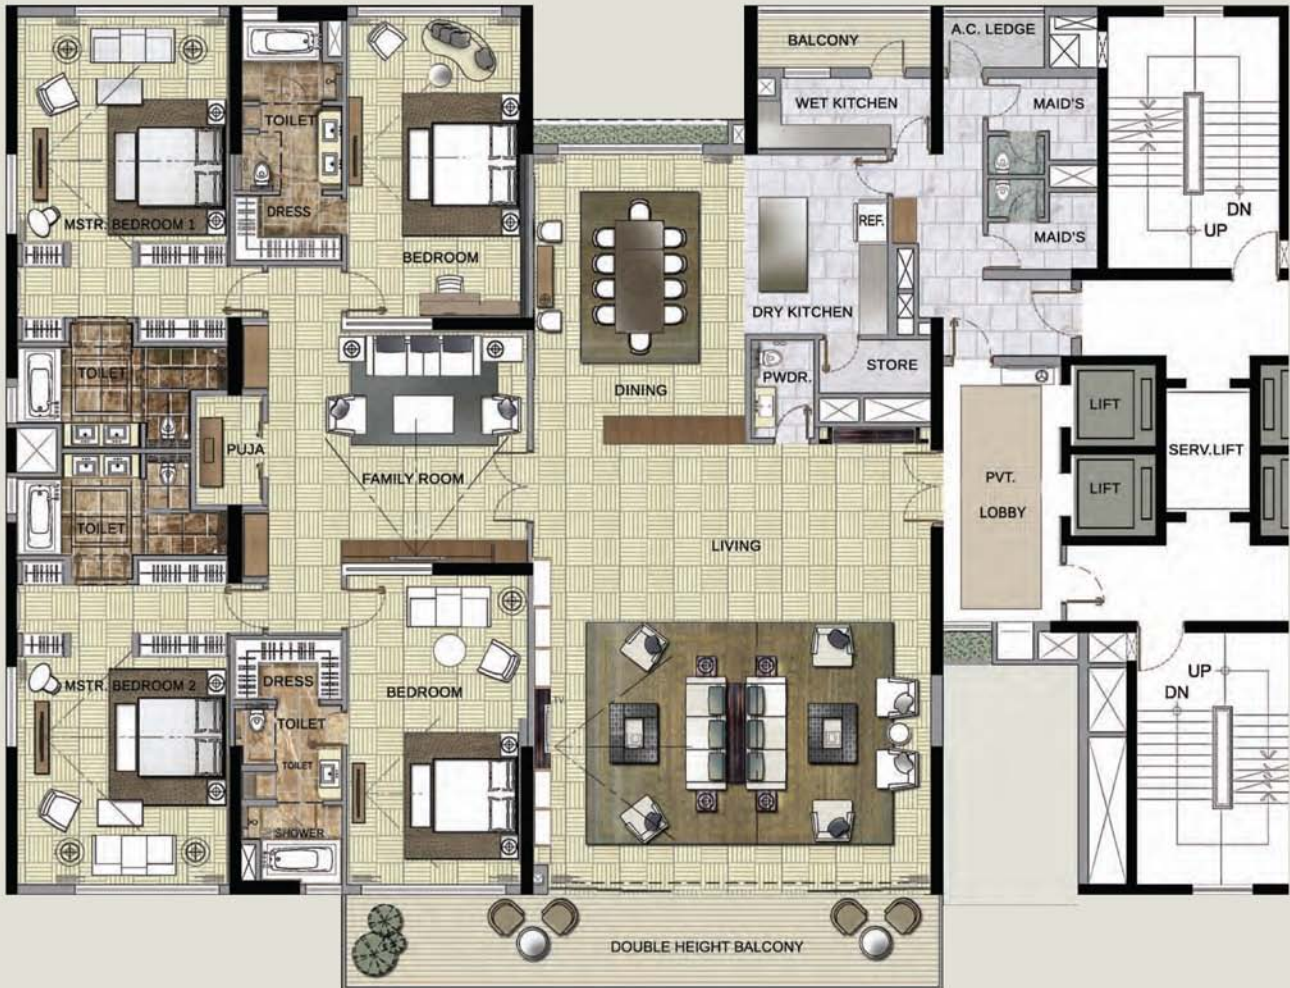 BALCONY
A.C. LEDGE
WET KITCHEN
MAID'S
TOILET
DRESS
MSTR. BEDROOM 1
BEDROOM
REF.
MAID'S
DN
UP
DRY KITCHEN
TOILET
PWDR.
STORE
DINING
LIFT
PUJA
FAMILY ROOM
SERV.LIFT
PVT.
LOBBY
LIFT
TOILET
LIVING
MSTR. BEDROOM 2
DRESS
BEDROOM
TV
TOILET
TOILET
SHOWER
UP
DN
DOUBLE HEIGHT BALCONY